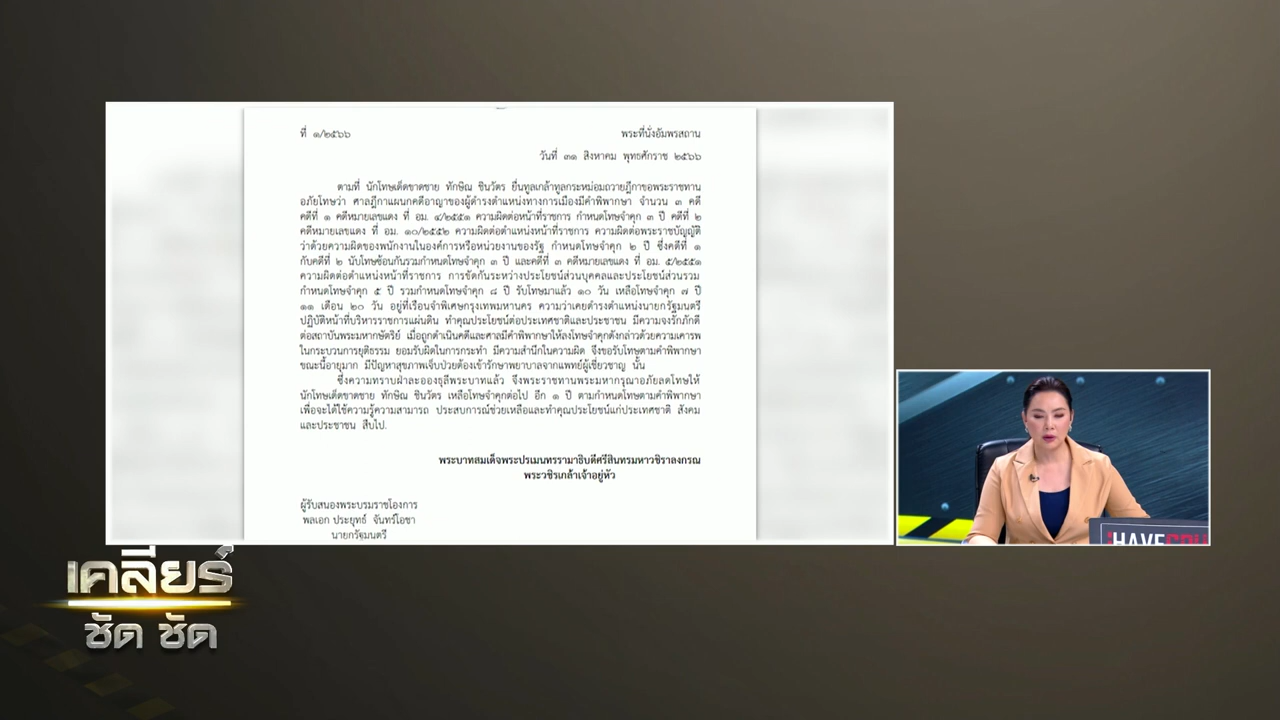 ที่ ๑/๒๕๖๖
พระที่นั่งอัมพรสถาน
วันที่ ๓๑ สิงหาคม พุทธศักราช ๒๕๖๖
ตามที่ นักโทษเด็ดขาดชาย ทักษิณ ชินวัตร ยื่นทูลเกล้าทูลกระหม่อมถวายฎีกาขอพระราชทาน
อภัยโทษว่า ศาลฎีกาแผนกคดีอาญาของผู้ดำรงตำแหน่งทางการเมืองมีคำพิพากษา จำนวน ๓ คดี
คดีที่ ๑ คดีหมายเลขแดง ที่ อม. ๔/๒๕๕๑ ความผิดต่อหน้าที่ราชการ กำหนดโทษจำคุก ๓ ปี คดีที่ ๒
คดีหมายเลขแดง ที่ อม. ๑๐/๒๕๕๒ ความผิดต่อตำแหน่งหน้าที่ราชการ ความผิดต่อพระราชบัญญัติ
ว่าด้วยความผิดของพนักงานในองค์การหรือหน่วยงานของรัฐ กำหนดโทษจำคุก ๒ ปี ซึ่งคดีที่ ๑
กับคดีที่ ๒ นับโทษซ้อนกันรวมกำหนดโทษจำคุก ๓ ปี และคดีที่ ๓ คดีหมายเลขแดง ที่ อม. ๕/๒๕๕๑
ความผิดต่อตำแหน่งหน้าที่ราชการ การขัดกันระหว่างประโยชน์ส่วนบุคคลและประโยชน์ส่วนรวม
กำหนดโทษจำคุก ๕ ปี รวมกำหนดโทษจำคุก ๘ ปี รับโทษมาแล้ว ๑๐ วัน เหลือโทษจำคุก ๗ ปี
๑๑ เดือน ๒๐ วัน อยู่ที่เรือนจำพิเศษกรุงเทพมหานคร ความว่าเคยดำรงตำแหน่งนายกรัฐมนตรี
ปฏิบัติหน้าที่บริหารราชการแผ่นดิน ทำคุณประโยชน์ต่อประเทศชาติและประชาชน มีความจงรักภักดี
ต่อสถาบันพระมหากษัตริย์ เมื่อถูกดำเนินคดีและศาลมีคำพิพากษาให้ลงโทษจำคุกดังกล่าวด้วยความเคารพ
ในกระบวนการยุติธรรม ยอมรับผิดในการกระทำ มีความสำนึกในความผิด จึงขอรับโทษตามคำพิพากษา
ขณะนี้อายุมาก มีปัญหาสุขภาพเจ็บป่วยต้องเข้ารักษาพยาบาลจากแพทย์ผู้เชี่ยวชาญ นั้น
ซึ่งความทราบฝ่าละอองธุลีพระบาทแล้ว จึงพระราชทานพระมหากรุณาอภัยลดโทษให้
นักโทษเด็ดขาดชาย ทักษิณ ชินวัตร เหลือโทษจำคุกต่อไป อีก ๑ ปี ตามกำหนดโทษตามคำพิพากษา
เพื่อจะได้ใช้ความรู้ความสามารถ ประสบการณ์ช่วยเหลือและทำคุณประโยชน์แก่ประเทศชาติ สังคม
และประชาชน สืบไป.
พระบาทสมเด็จพระปรเมนทรรามาธิบดีศรีสินทรมหาวชิราลงกรณ
พระวชิรเกล้าเจ้าอยู่หัว
ผู้รับสนองพระบรมราชโองการ
พลเอก ประยุทธ์ จันทร์โอชา
นายกรัฐมนตรี
เคลียร์
ชัด ชัด